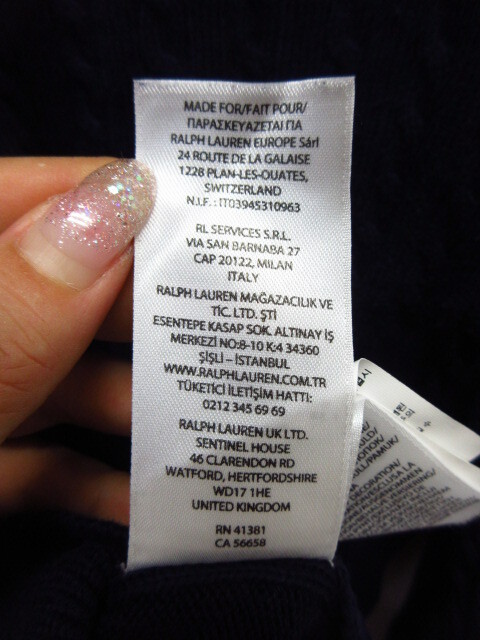 MADE FOR/FAIT POUR/
ΠΑΡΑΣΚΕΥΑΖΕΤΑΙ ΓΙΑ
RALPH LAUREN EUROPE Sárl
24 ROUTE DE LA GALAISE
1228 PLAN-LES-OUATES,
SWITZERLAND
N.I.F.: IT03945310963
RL SERVICES S.R.L.
VIA SAN BARNABA 27
CAP 20122, MILAN
ITALY
RALPH LAUREN MAĞAZACILIK VE
TİC. LTD. ŞTİ
ESENTEPE KASAP SOK. ALTINAY İŞ
MERKEZİ NO:8-10 K:4 34360
ŞİŞLİ – İSTANBUL
WWW.RALPHLAUREN.COM.TR
TÜKETİCİ İLETİŞİM HATTI:
0212 345 69 69
RALPH LAUREN UK LTD.
SENTINEL HOUSE
46 CLARENDON RD
WATFORD, HERTFORDSHIRE
WD17 1HE
UNITED KINGDOM
RN 41381
CA 56658